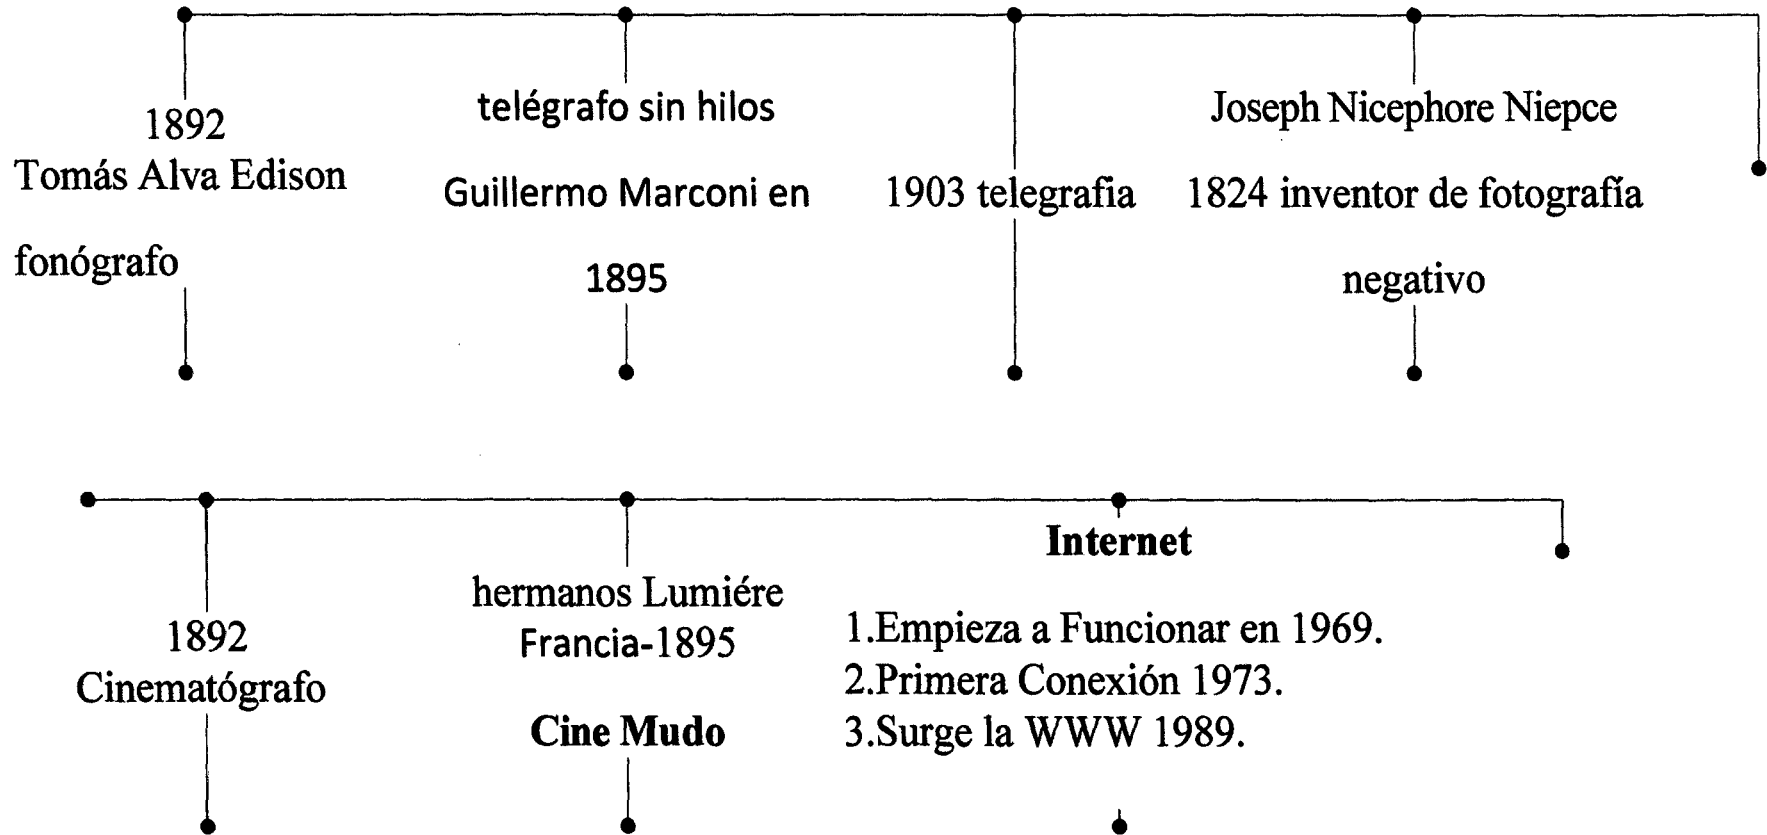 1892
Tomás Alva Edison
fonógrafo
telégrafo sin hilos
Guillermo Marconi en
1895
1903 telegrafia
Joseph Nicephore Niepce
1824 inventor de fotografía
negativo
1892
Cinematógrafo
hermanos Lumiére
Francia-1895
Cine Mudo
Internet
1.Empieza a Funcionar en 1969.
2.Primera Conexión 1973.
3.Surge la WWW 1989.